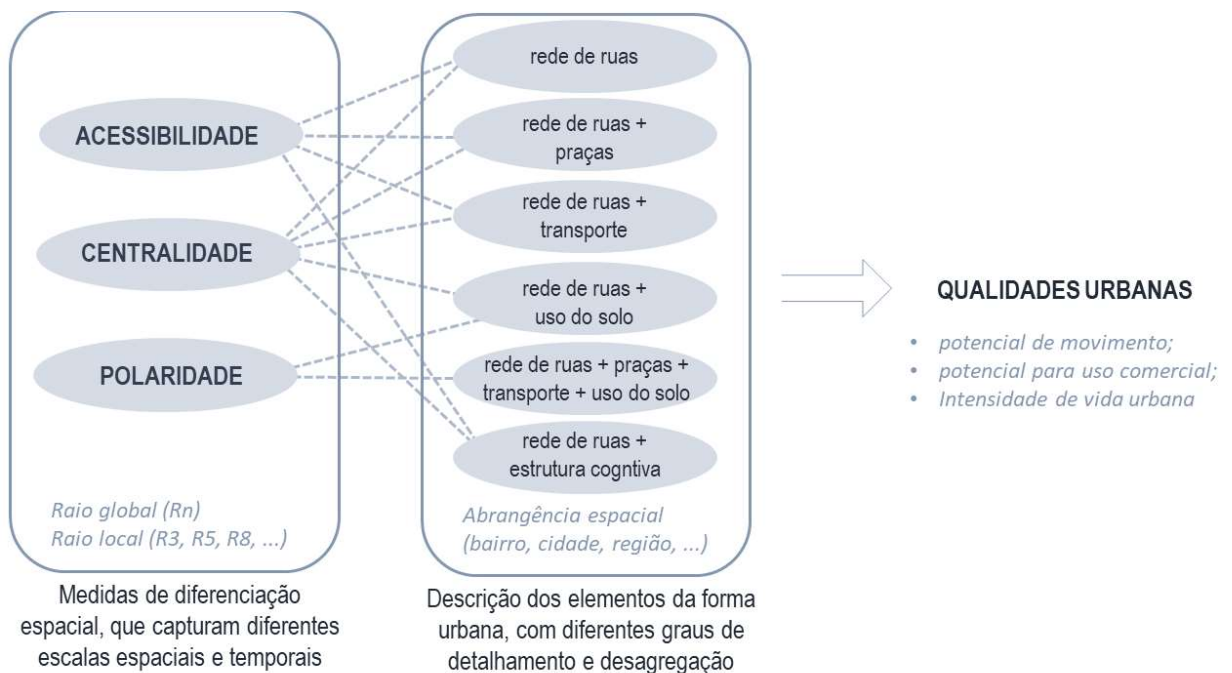 ACESSIBILIDADE
CENTRALIDADE
POLARIDADE
Raio global (Rn)
Raio local (R3, R5, R8, ...)
Medidas de diferenciação
espacial, que capturam diferentes
escalas espaciais e temporais
rede de ruas
rede de ruas +
praças
rede de ruas +
transporte
rede de ruas +
uso do solo
rede de ruas + praças +
transporte + uso do solo
rede de ruas +
estrutura cogntiva
Abrangência espacial
(bairro, cidade, região, ...)
Descrição dos elementos da forma
urbana, com diferentes graus de
detalhamento e desagregação
QUALIDADES URBANAS
• potencial de movimento;
• potencial para uso comercial;
• Intensidade de vida urbana